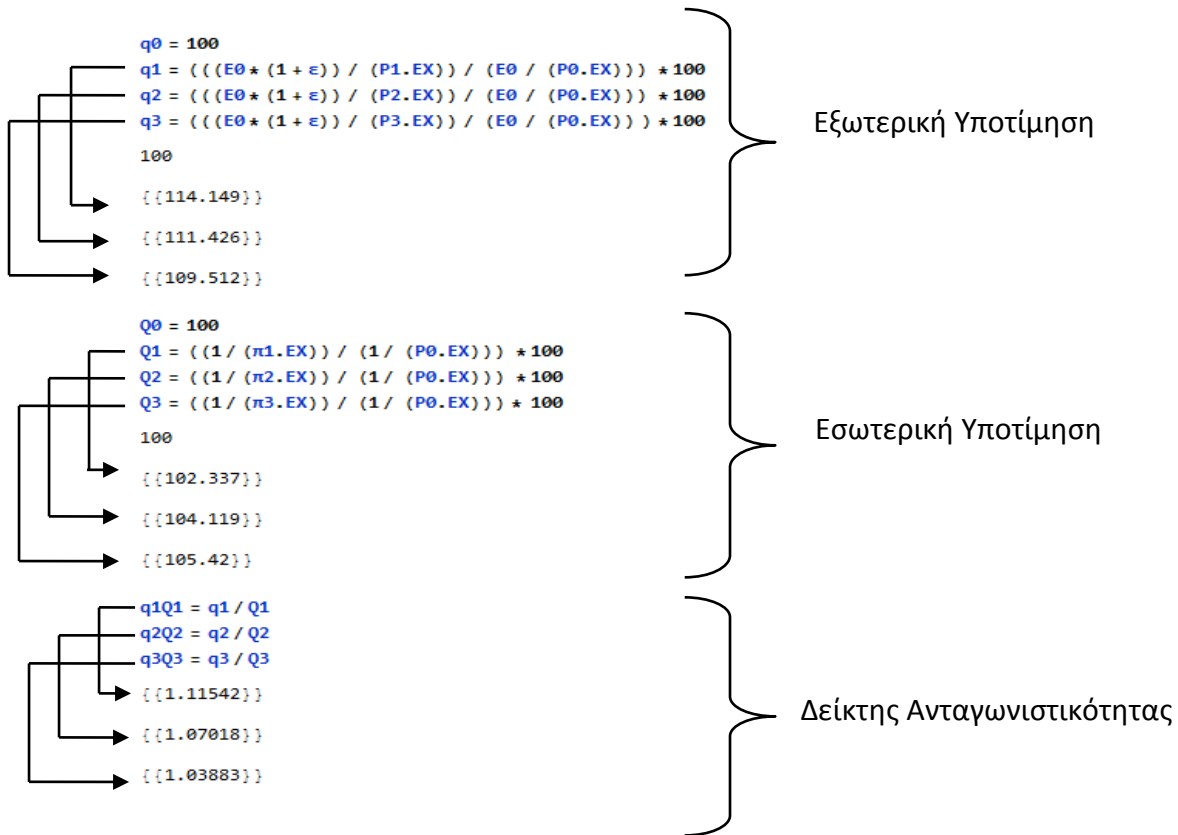 q0 = 100
q1 = (((E0 * (1 + ε)) / (P1.EX)) / (E0 / (P0.EX))) * 100
q2 = (((E0 * (1 + ε)) / (P2.EX)) / (E0 / (P0.EX))) * 100
q3 = (((E0 * (1 + ε)) / (P3.EX)) / (E0 / (P0.EX))) * 100
Εξωτερική Υποτίμηση
100
{{114.149}}
{{111.426}}
{{109.512}}
Q0 = 100
Q1 = ((1 / (π1.EX)) / (1 / (P0.EX))) * 100
Q2 = ((1 / (π2.EX)) / (1 / (P0.EX))) * 100
Q3 = ((1 / (π3.EX)) / (1 / (P0.EX))) * 100
Εσωτερική Υποτίμηση
100
{{102.337}}
{{104.119}}
{{105.42}}
q1Q1 = q1 / Q1
q2Q2 = q2 / Q2
q3Q3 = q3 / Q3
{{1.11542}}
Δείκτης Ανταγωνιστικότητας
{{1.07018}}
{{1.03883}}